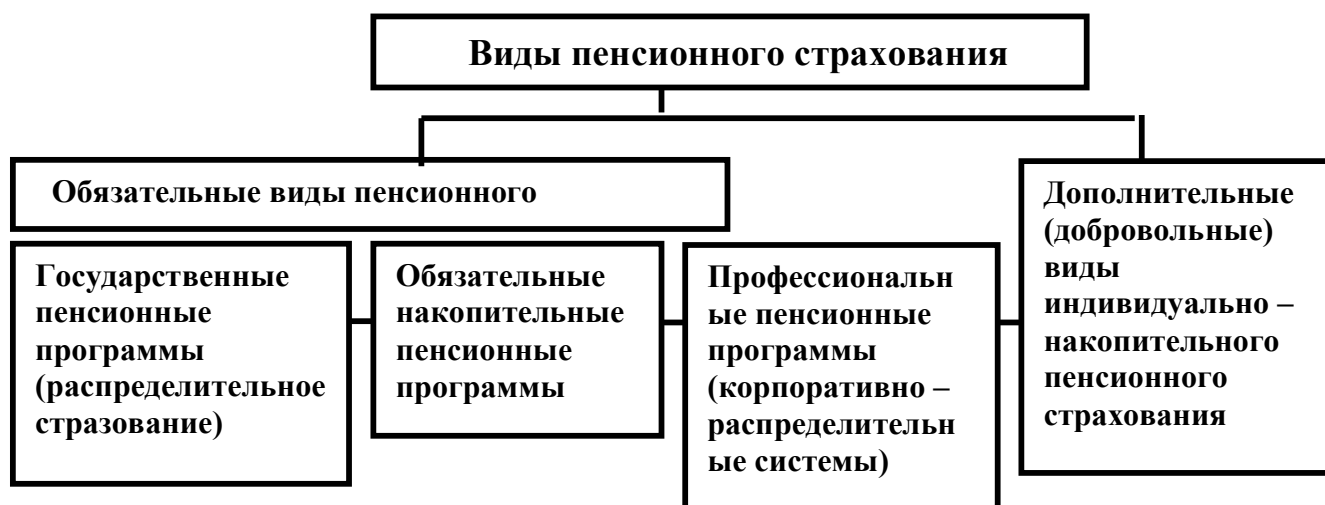 Виды пенсионного страхования
Обязательные виды пенсионного
Государственные
пенсионные
программы
(распределительное
стразование)
Обязательные
накопительные
пенсионные
программы
Профессиональн
ые пенсионные
программы
(корпоративно –
распределительн
ые системы)
Дополнительные
(добровольные)
виды
индивидуально –
накопительного
пенсионного
страхования